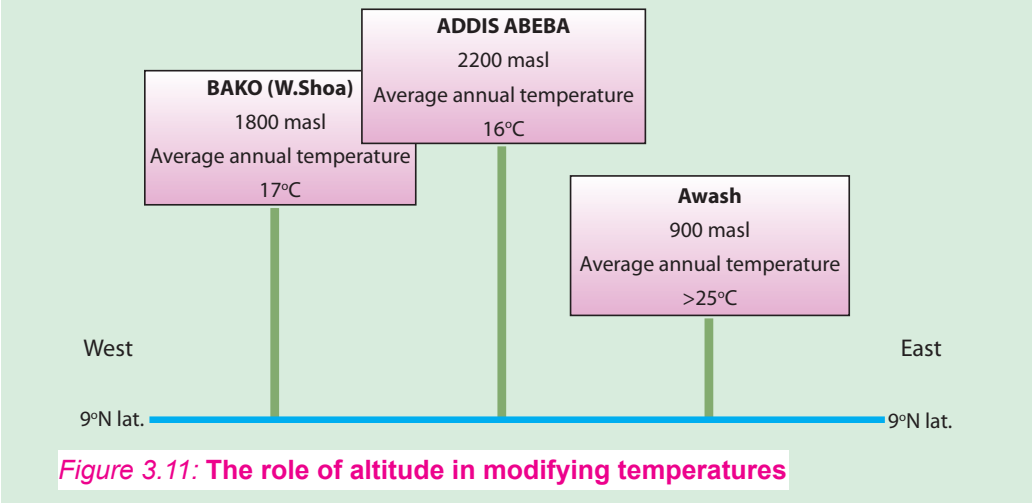 ADDIS ABEBA
2200 masl
Average annual temperature
16°C
BAKO (W.Shoa)
1800 masl
Average annual temperature
17°C
Awash
900 masl
Average annual temperature
>25°C
West
East
9°N lat.
9°N lat.
Figure 3.11: The role of altitude in modifying temperatures